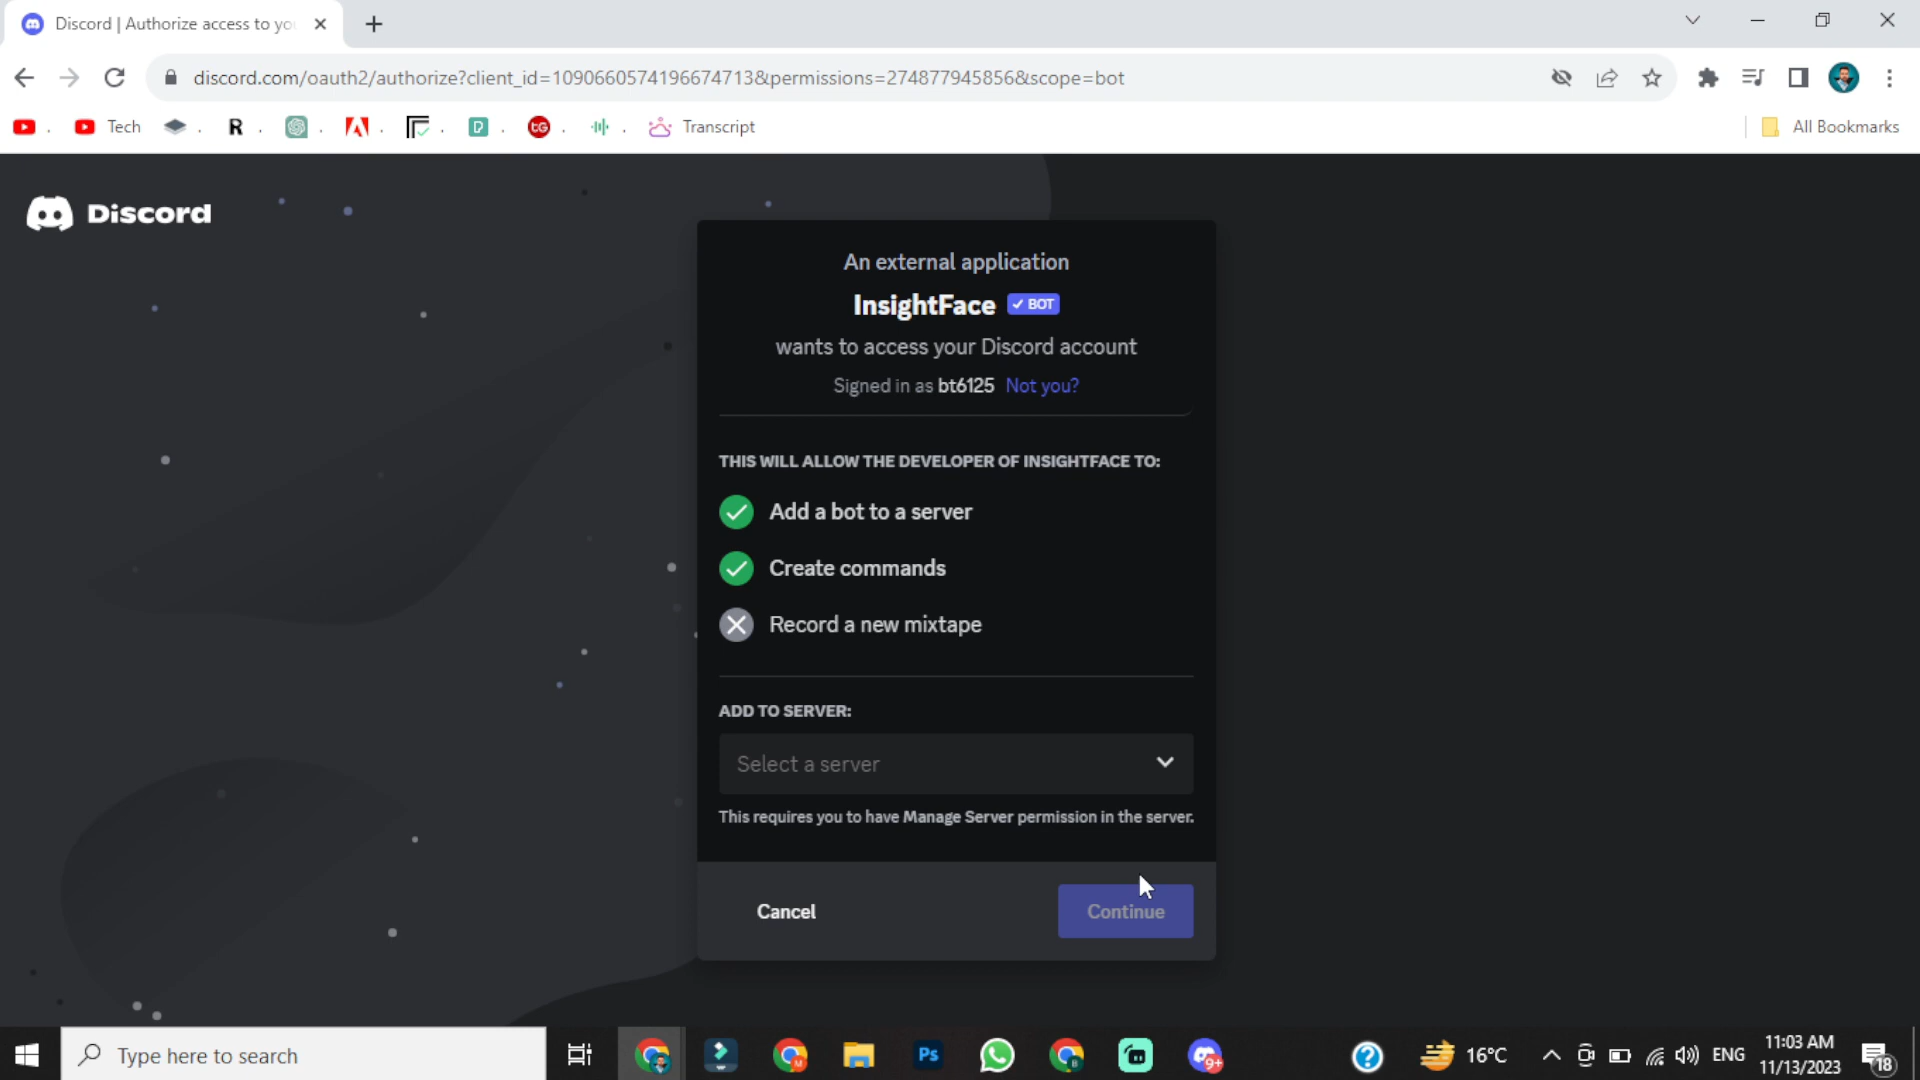 Discord | Authorize access to yo
discord.com/oauth2/authorize?client_id=1090660574196674713&permissions=274877945856&scope=bot
. Tech . R . . . . . tG . . Transcript All Bookmarks
Discord
An external application
InsightFace BOT
wants to access your Discord account
Signed in as bt6125 Not you?
THIS WILL ALLOW THE DEVELOPER OF INSIGHTFACE TO:
Add a bot to a server
Create commands
Record a new mixtape
ADD TO SERVER:
Select a server
This requires you to have Manage Server permission in the server.
Cancel Continue
Type here to search Ps 9+ 16°C ENG 11:03 AM
11/13/2023 18